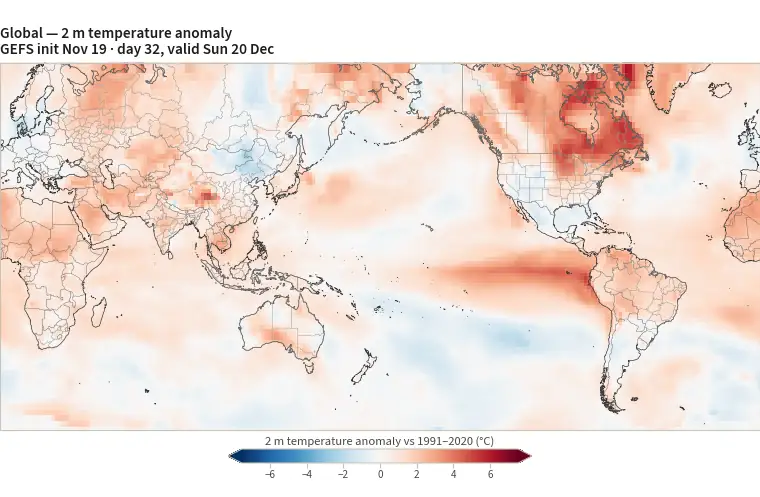 Global — 2 m temperature anomaly
GEFS init Nov 19 · day 32, valid Sun 20 Dec
2 m temperature anomaly vs 1991–2020 (°C)
−6 −4 −2 0 2 4 6